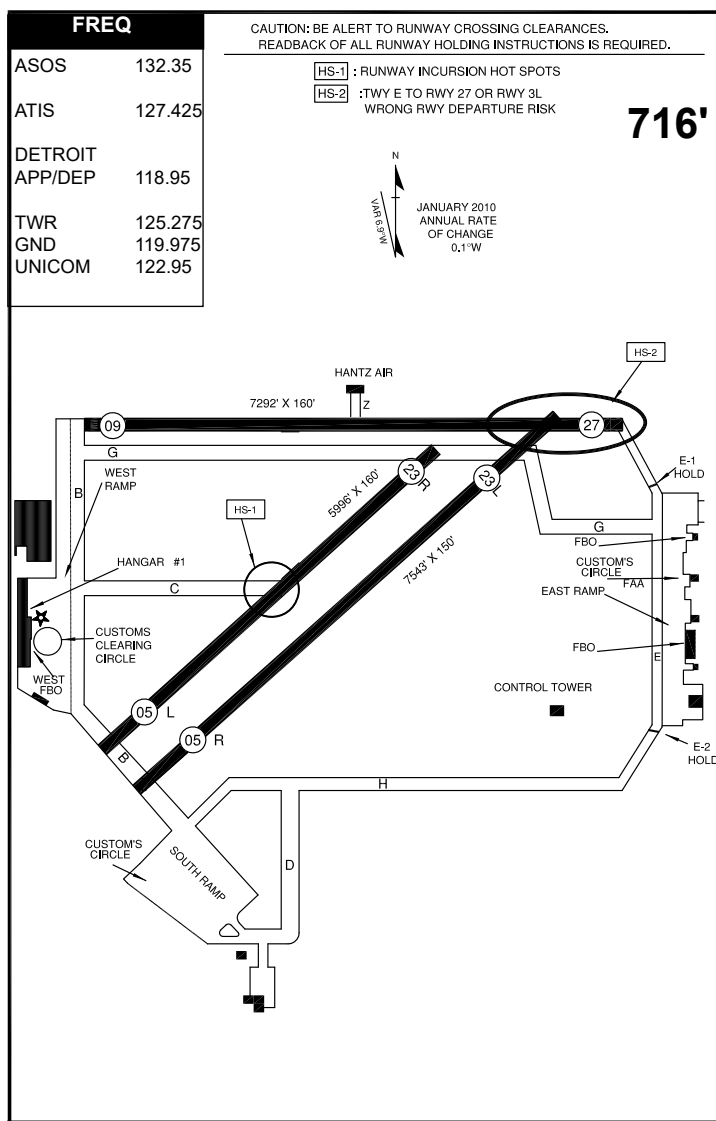 FREQ
ASOS 132.35
ATIS 127.425
DETROIT
APP/DEP 118.95
TWR 125.275
GND 119.975
UNICOM 122.95
CAUTION: BE ALERT TO RUNWAY CROSSING CLEARANCES.
READBACK OF ALL RUNWAY HOLDING INSTRUCTIONS IS REQUIRED.
HS-1 : RUNWAY INCURSION HOT SPOTS
HS-2 :TWY E TO RWY 27 OR RWY 3L
WRONG RWY DEPARTURE RISK
716'
N
VAR 6.9°W
JANUARY 2010
ANNUAL RATE
OF CHANGE
0.1°W
HS-2
HANTZ AIR
7292' X 160'
Z
09
27
G
E-1
HOLD
WEST
RAMP
B
23
R
23
L
5996' X 160'
HS-1
7543' X 150'
G
FBO
CUSTOM'S
CIRCLE
FAA
HANGAR #1
C
EAST RAMP
CUSTOMS
CLEARING
CIRCLE
FBO
E
WEST
FBO
CONTROL TOWER
05 L
05 R
B
E-2
HOLD
H
CUSTOM'S
CIRCLE
SOUTH RAMP
D